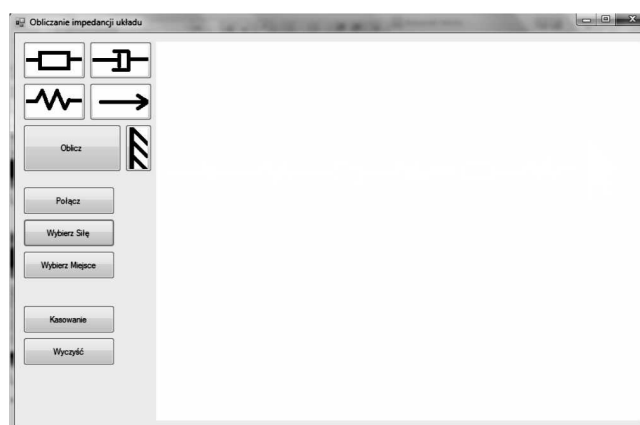 Obliczanie impedancji układu
Oblicz
Połącz
Wybierz Siłę
Wybierz Miejsce
Kasowanie
Wyczyść